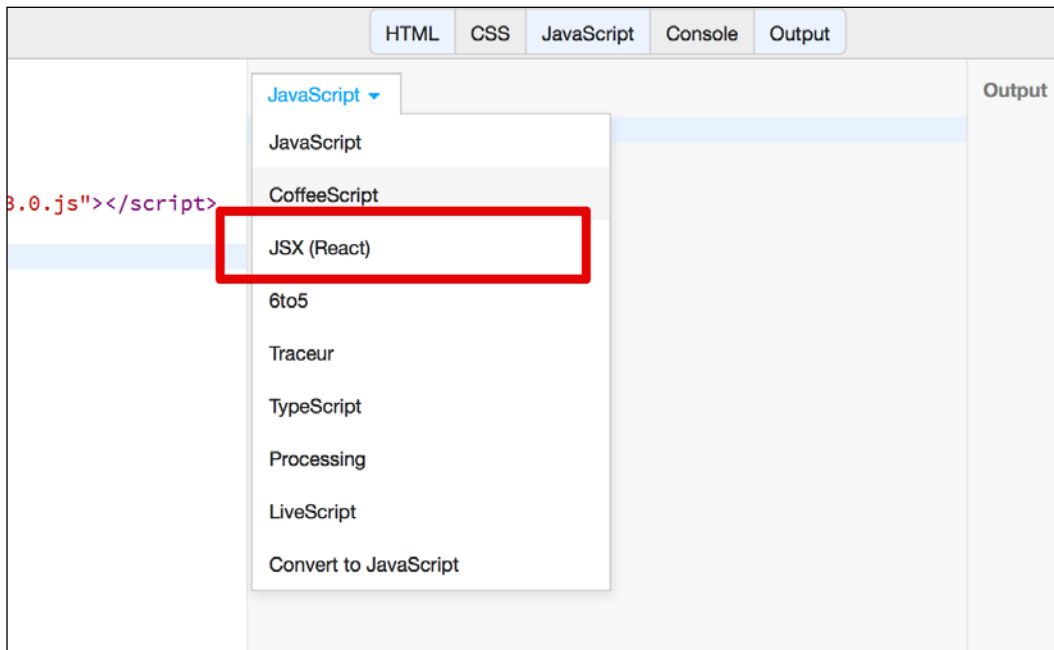 HTML CSS JavaScript Console Output
JavaScript
Output
JavaScript
CoffeeScript
3.0.js"></script>
JSX (React)
6to5
Traceur
TypeScript
Processing
LiveScript
Convert to JavaScript